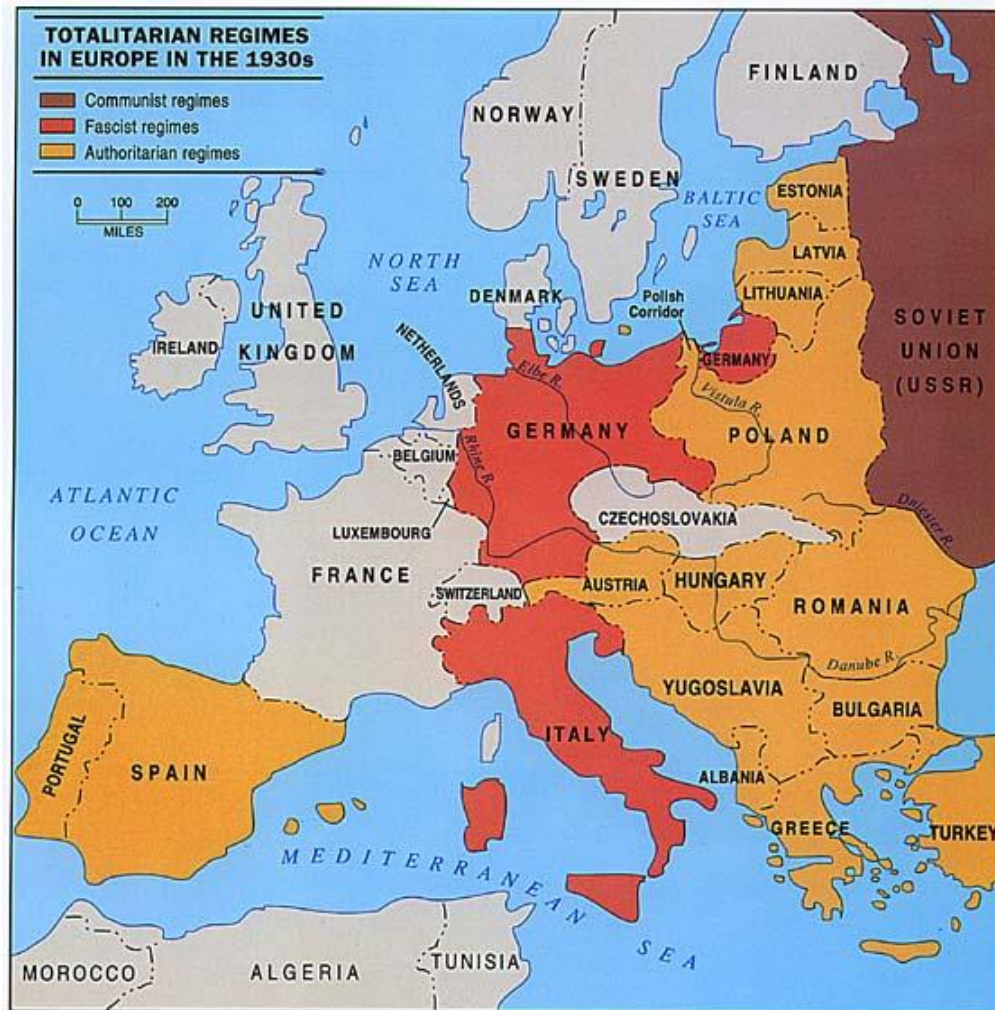 TOTALITARIAN REGIMES
IN EUROPE IN THE 1930s
Communist regimes
Fascist regimes
Authoritarian regimes
0 100 200
MILES
FINLAND
NORWAY
SWEDEN
BALTIC
SEA
ESTONIA
LATVIA
LITHUANIA
NORTH
SEA
DENMARK
Polish
Corridor
SOVIET
UNION
(USSR)
UNITED
KINGDOM
IRELAND
NETHERLANDS
GERMANY
Elbe R.
Vistula R.
GERMANY
POLAND
BELGIUM
Rhine R.
ATLANTIC
OCEAN
LUXEMBOURG
CZECHOSLOVAKIA
Dniester R.
FRANCE
SWITZERLAND
AUSTRIA
HUNGARY
ROMANIA
Danube R.
YUGOSLAVIA
BULGARIA
PORTUGAL
SPAIN
ITALY
ALBANIA
GREECE
TURKEY
MEDITERRANEAN
SEA
MOROCCO
ALGERIA
TUNISIA